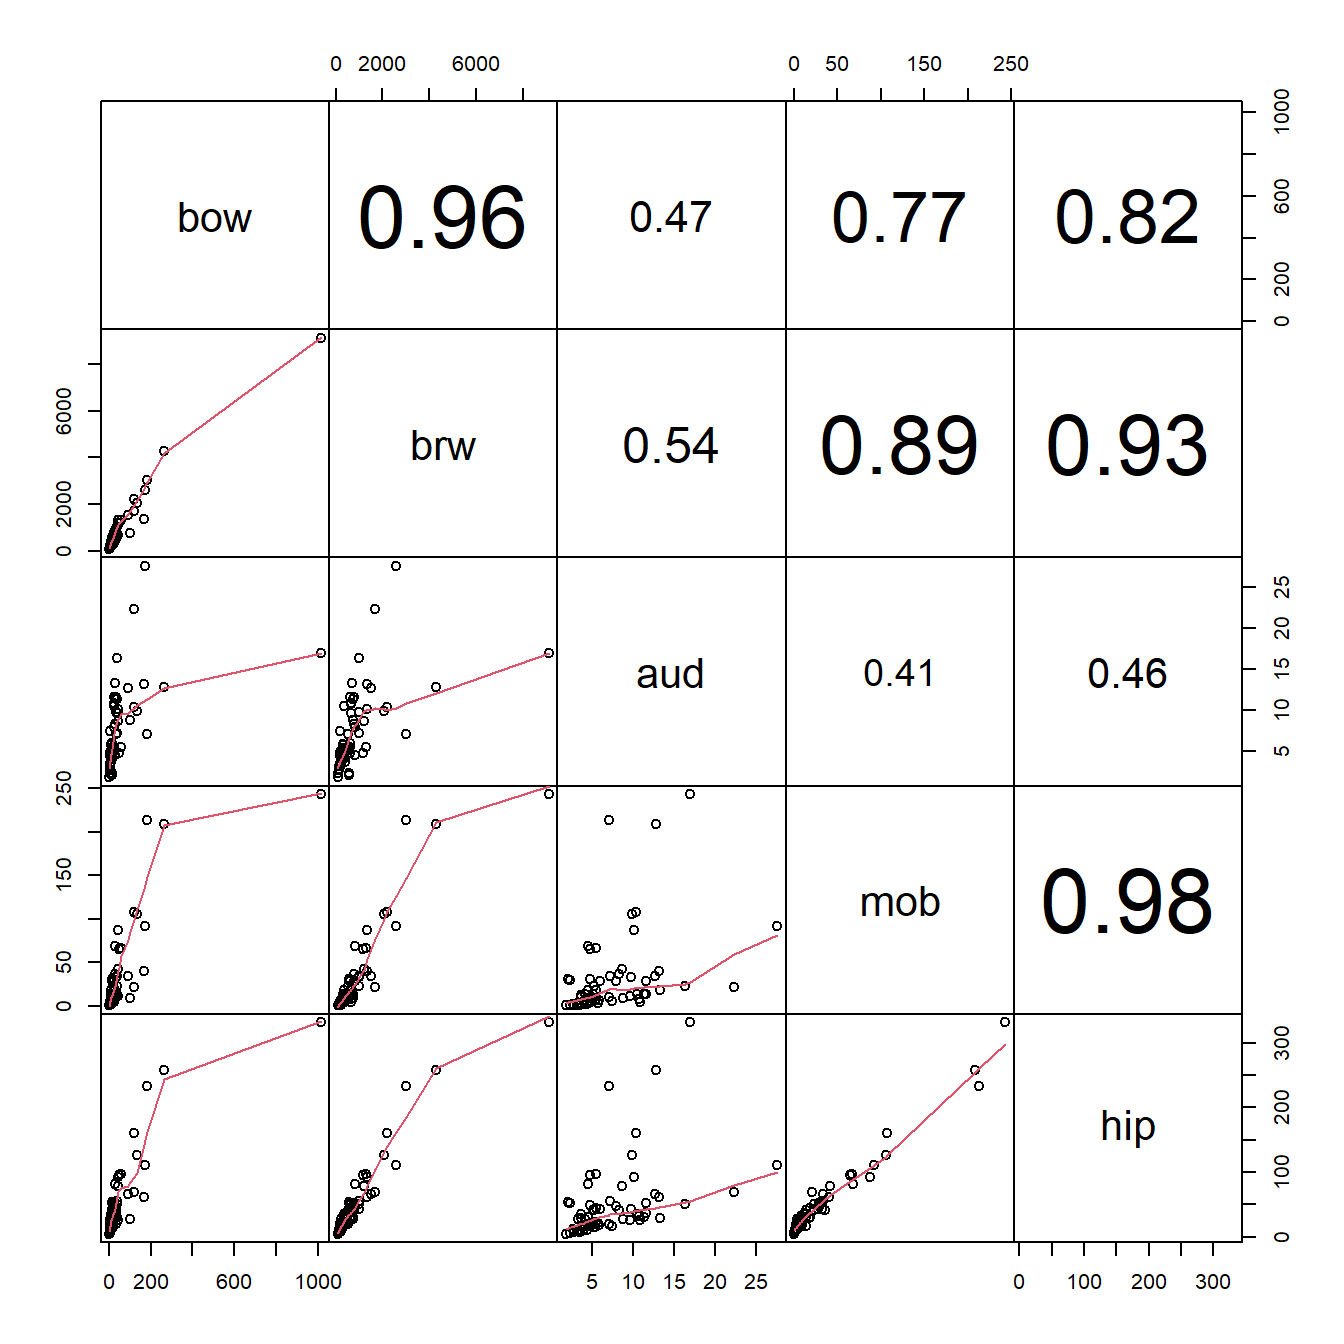 0 2000 6000 0 50 150 250
bow 0.96 0.47 0.77 0.82
0 200 600 1000
brw 0.54 0.89 0.93
0 2000 6000
aud 0.41 0.46
5 10 15 20 25
mob 0.98
0 50 150 250
hip
0 100 200 300
0 200 600 1000 5 10 15 20 25 0 100 200 300